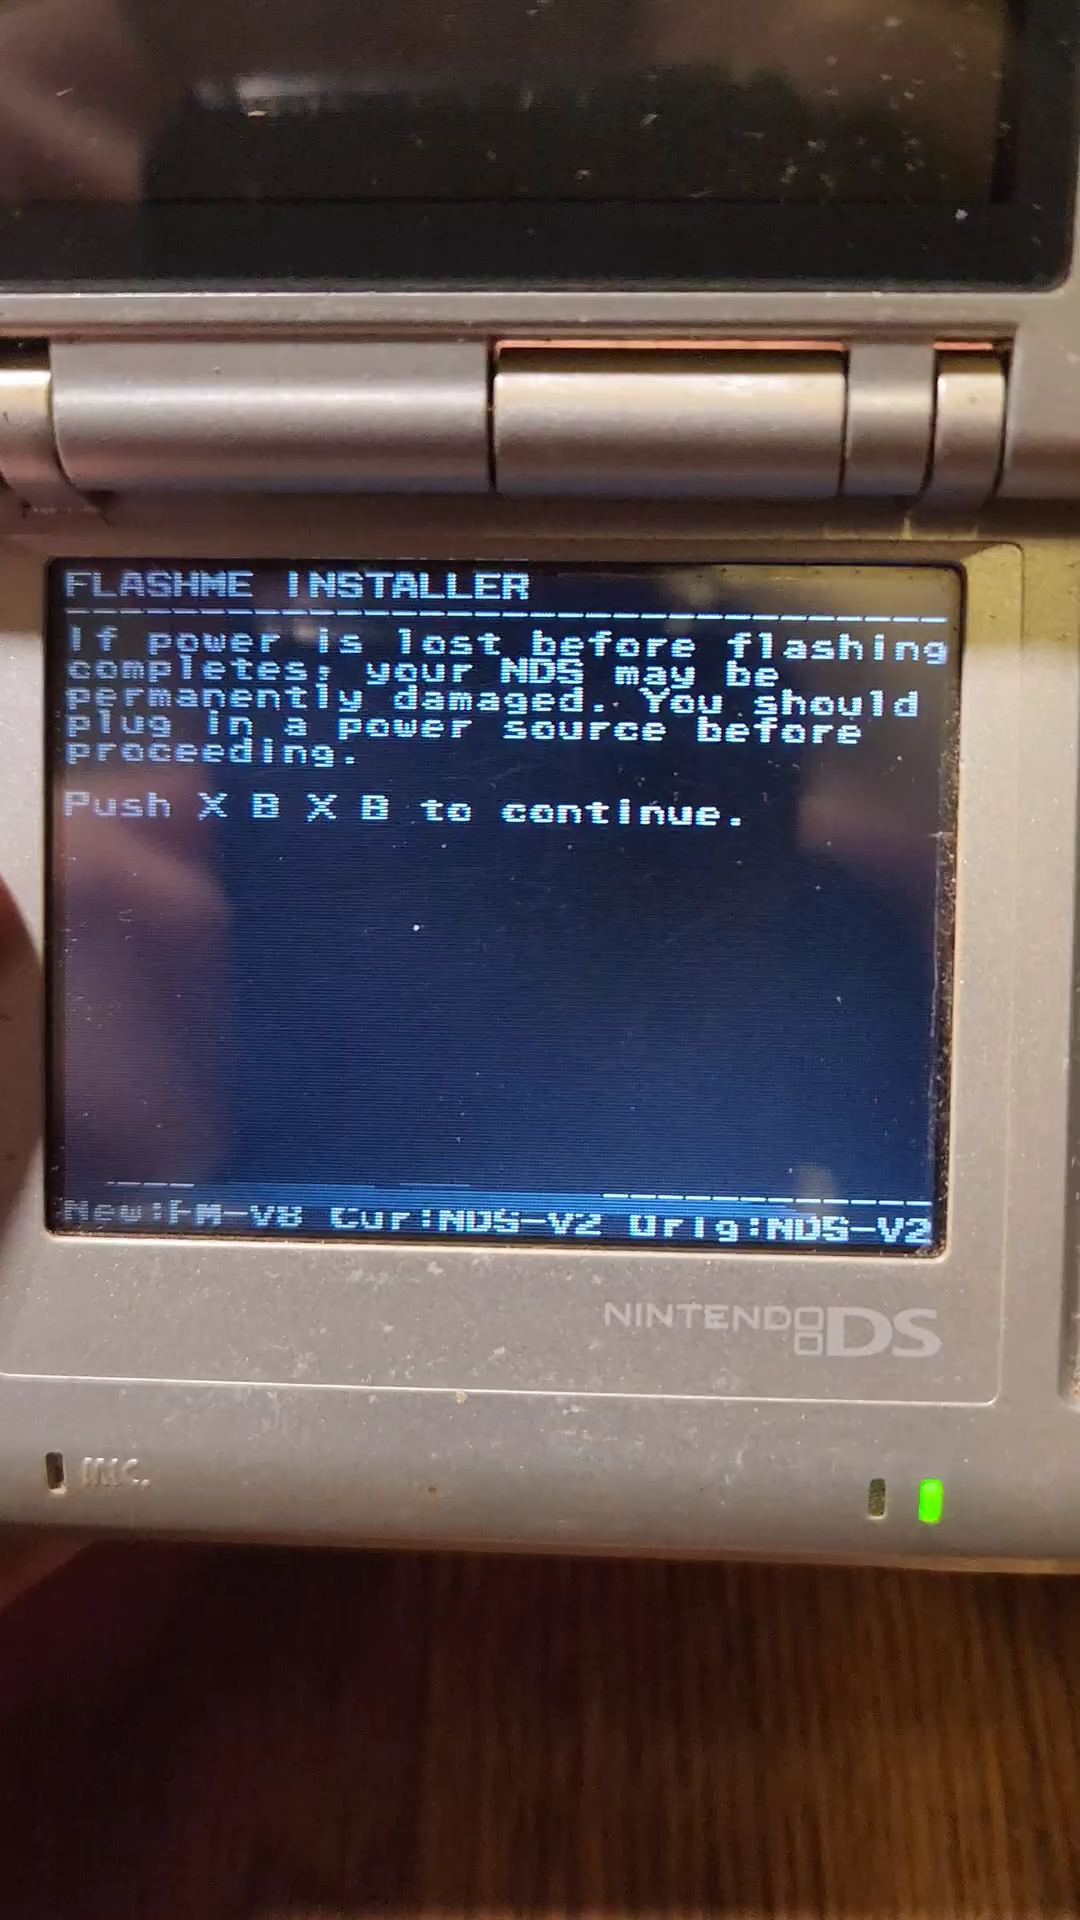 FLASHME INSTALLER
If power is lost before flashing
completes, your NDS may be
permanently damaged. You should
plug in a power source before
proceeding.
Push X B X B to continue.
New:FM-V8 Cur:NDS-V2 Orig:NDS-V2
NINTENDO DS
MIC.